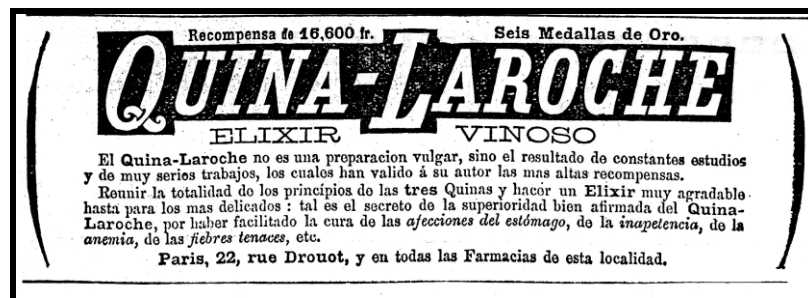 Recompensa de 16,600 fr. Seis Medallas de Oro.
QUINA-LAROCHE
ELIXIR VINOSO
El Quina-Laroche no es una preparacion vulgar, sino el resultado de constantes estudios
y de muy serios trabajos, los cuales han valido á su autor las mas altas recompensas.
Reunir la totalidad de los princípios de las tres Quinas y hacer un Elixir muy agradable
hasta para los mas delicados : tal es el secreto de la superioridad bien afirmada del Quina-
Laroche, por haber facilitado la cura de las afecciones del estómago, de la inapetencia, de la
anemia, de las fiebres tenaces, etc.
Paris, 22, rue Drouot, y en todas las Farmacias de esta localidad.